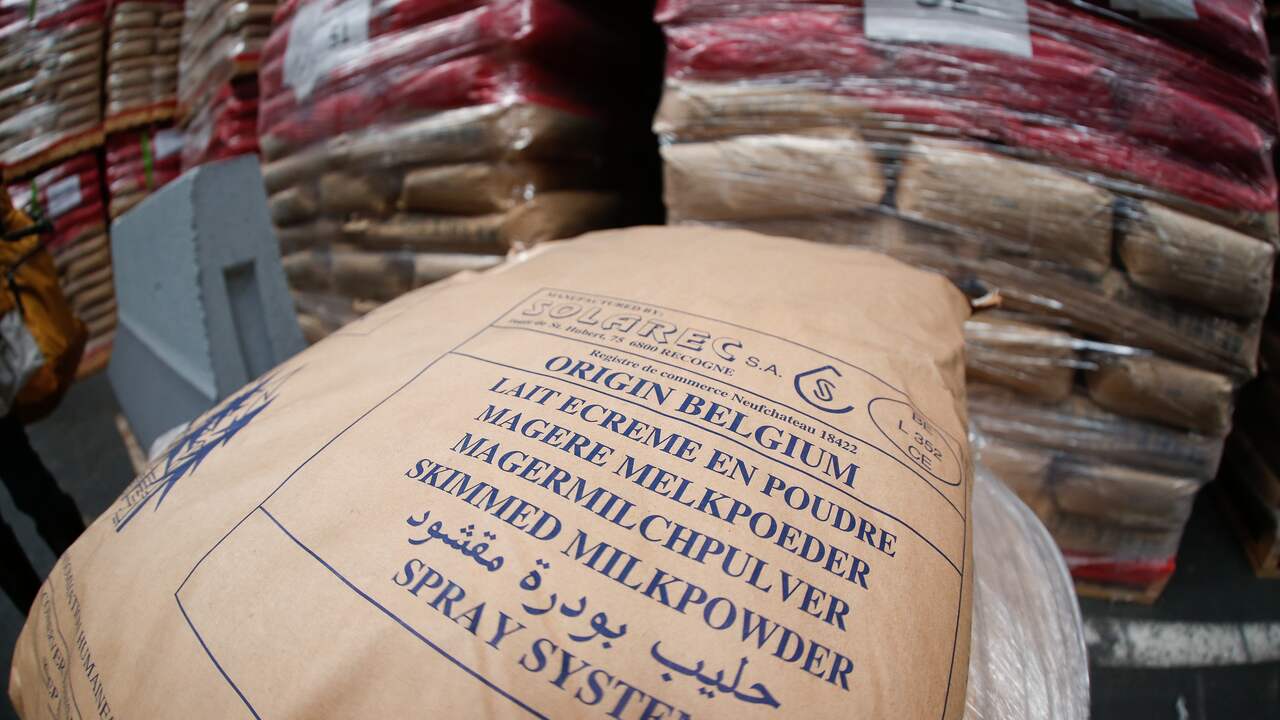 MANUFACTURED BY:
SOLAREC S.A.
Route de St. Hubert, 75 6800 RECOGNE
Registre de commerce Neufchateau 18422
BE
L 352
CE
ORIGIN BELGIUM
LAIT ECREME EN POUDRE
MAGERE MELKPOEDER
MAGERMILCHPULVER
SKIMMED MILKPOWDER
حليب بودرة مقشود
SPRAY SYSTEM